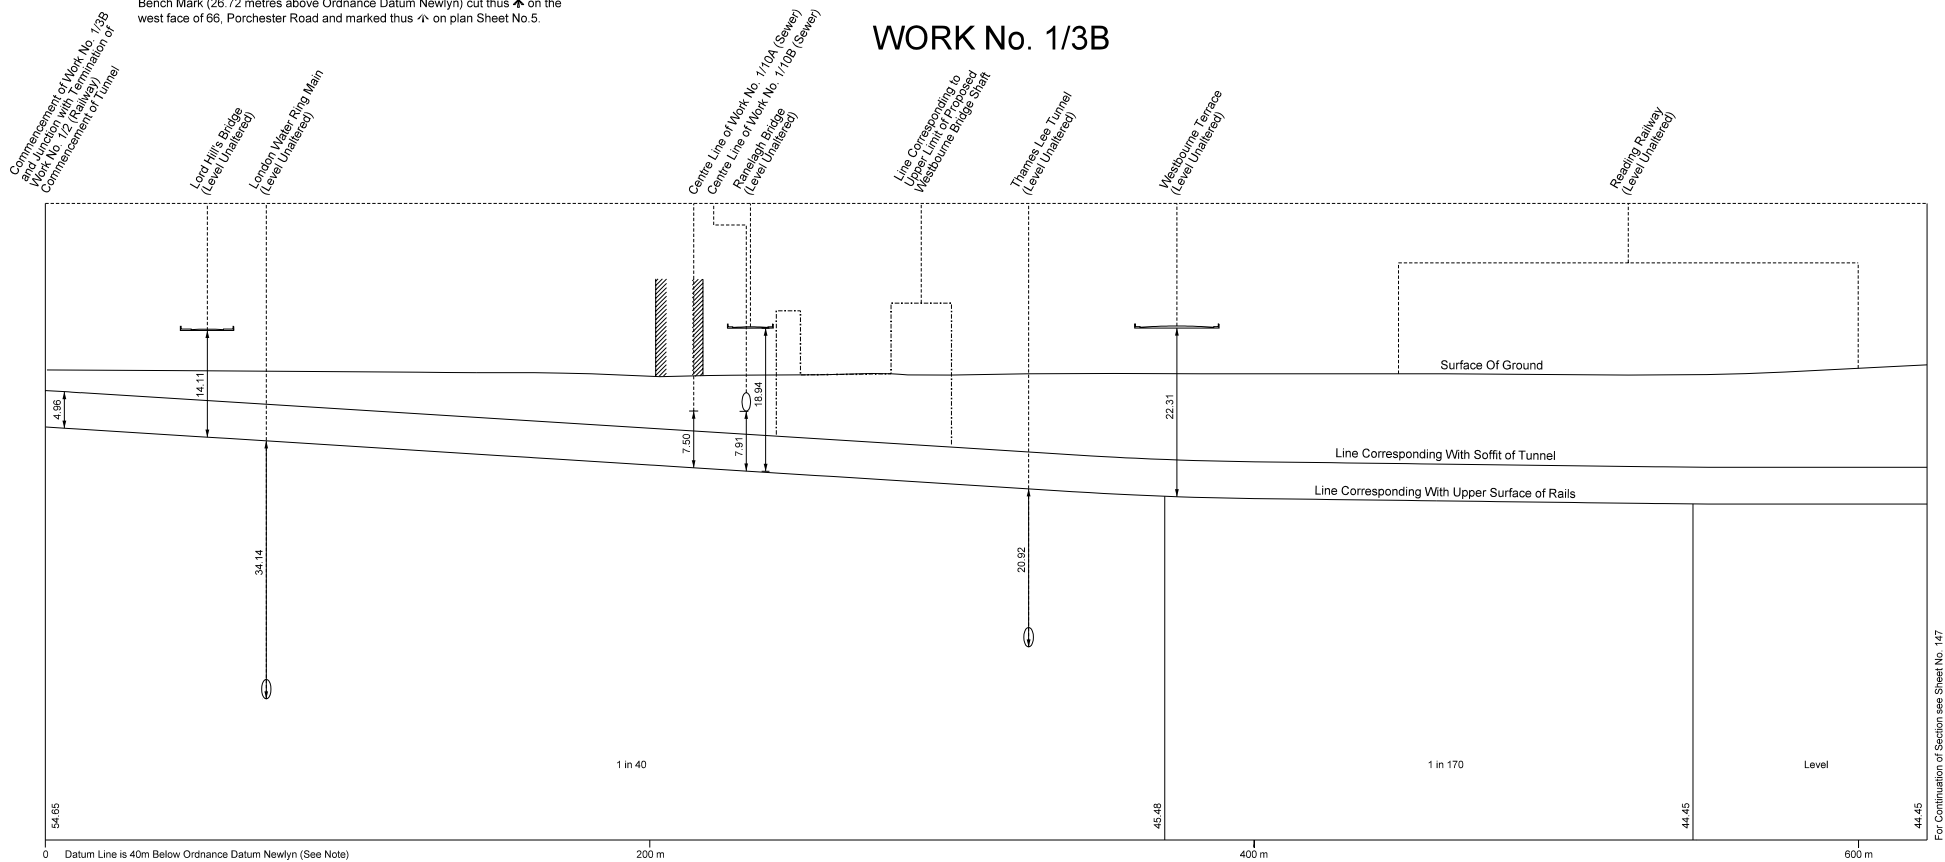 Bench Mark (26.72 metres above Ordnance Datum Newlyn) cut thus on the
west face of 66, Porchester Road and marked thus on plan Sheet No.5.
WORK No. 1/3B
Commencement of Work No. 1/3B
and Junction with Termination of
Work No. 1/2 (Railway)
Commencement of Tunnel
Lord Hill's Bridge
(Level Unaltered)
London Water Ring Main
(Level Unaltered)
Centre Line of Work No. 1/10A (Sewer)
Centre Line of Work No. 1/10B (Sewer)
Ranelagh Bridge
(Level Unaltered)
Line Corresponding to
Upper Limit of Proposed
Westbourne Bridge Shaft
Thames Lee Tunnel
(Level Unaltered)
Westbourne Terrace
(Level Unaltered)
Reading Railway
(Level Unaltered)
Surface Of Ground
4.96
14.11
18.94
22.31
7.50
7.91
Line Corresponding With Soffit of Tunnel
Line Corresponding With Upper Surface of Rails
34.14
20.92
1 in 40
1 in 170
Level
54.65
45.48
44.45
44.45
For Continuation of Section see Sheet No. 147
0
Datum Line is 40m Below Ordnance Datum Newlyn (See Note)
200 m
400 m
600 m